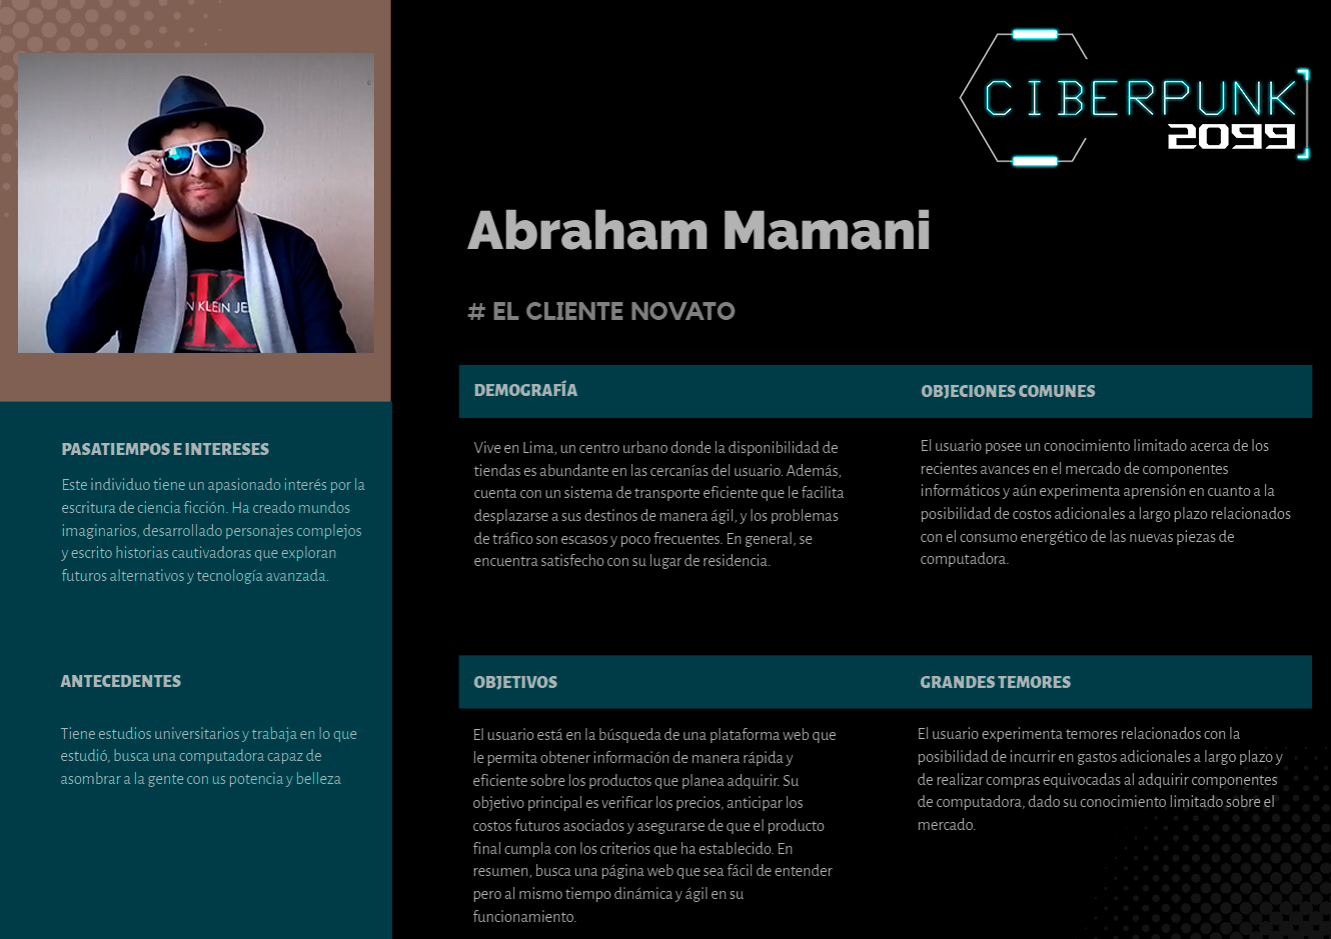 CIBERPUNK
2099
N KLEIN JE
Abraham Mamani
# EL CLIENTE NOVATO
PASATIEMPOS E INTERESES
Este individuo tiene un apasionado interés por la
escritura de ciencia ficción. Ha creado mundos
imaginarios, desarrollado personajes complejos
y escrito historias cautivadoras que exploran
futuros alternativos y tecnología avanzada.
ANTECEDENTES
Tiene estudios universitarios y trabaja en lo que
estudió, busca una computadora capaz de
asombrar a la gente con us potencia y belleza
DEMOGRAFÍA
Vive en Lima, un centro urbano donde la disponibilidad de
tiendas es abundante en las cercanías del usuario. Además,
cuenta con un sistema de transporte eficiente que le facilita
desplazarse a sus destinos de manera ágil, y los problemas
de tráfico son escasos y poco frecuentes. En general, se
encuentra satisfecho con su lugar de residencia.
OBJECIONES COMUNES
El usuario posee un conocimiento limitado acerca de los
recientes avances en el mercado de componentes
informáticos y aún experimenta aprensión en cuanto a la
posibilidad de costos adicionales a largo plazo relacionados
con el consumo energético de las nuevas piezas de
computadora.
OBJETIVOS
El usuario está en la búsqueda de una plataforma web que
le permita obtener información de manera rápida y
eficiente sobre los productos que planea adquirir. Su
objetivo principal es verificar los precios, anticipar los
costos futuros asociados y asegurarse de que el producto
final cumpla con los criterios que ha establecido. En
resumen, busca una página web que sea fácil de entender
pero al mismo tiempo dinámica y ágil en su
funcionamiento.
GRANDES TEMORES
El usuario experimenta temores relacionados con la
posibilidad de incurrir en gastos adicionales a largo plazo y
de realizar compras equivocadas al adquirir componentes
de computadora, dado su conocimiento limitado sobre el
mercado.